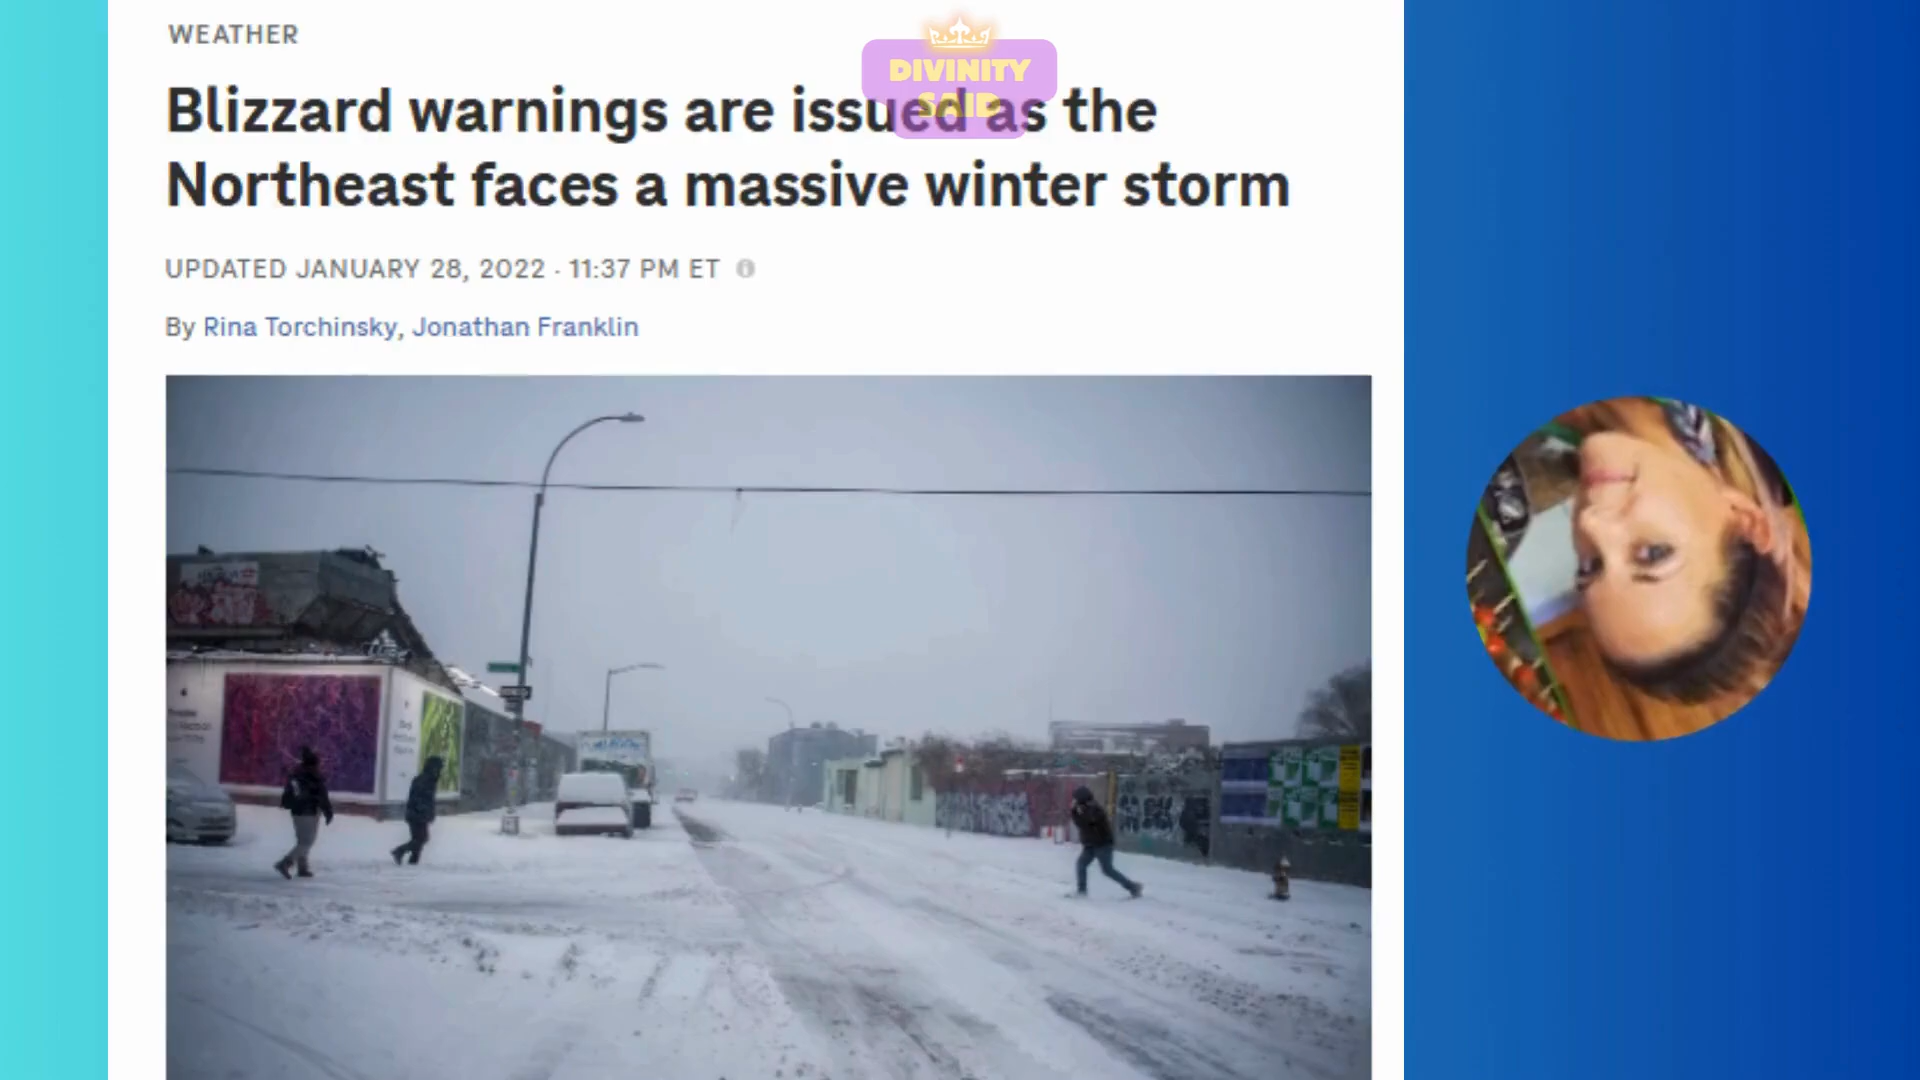 WEATHER
DIVINITY
SAID
Blizzard warnings are issued as the
Northeast faces a massive winter storm
UPDATED JANUARY 28, 2022 · 11:37 PM ET
By Rina Torchinsky, Jonathan Franklin